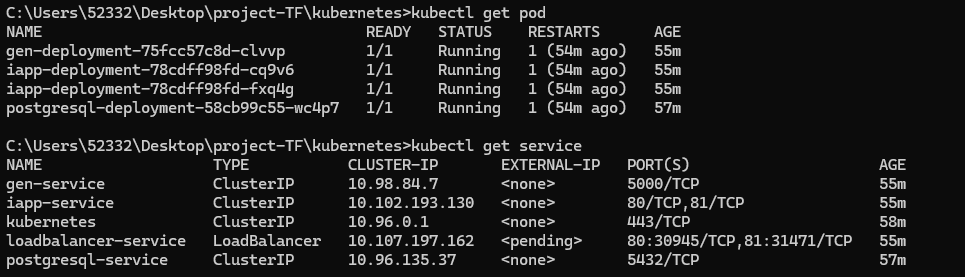 C:\Users\52332\Desktop\project-TF\kubernetes>kubectl get pod
NAME READY STATUS RESTARTS AGE
gen-deployment-75fcc57c8d-clvvp 1/1 Running 1 (54m ago) 55m
iapp-deployment-78cdff98fd-cq9v6 1/1 Running 1 (54m ago) 55m
iapp-deployment-78cdff98fd-fxq4g 1/1 Running 1 (54m ago) 55m
postgresql-deployment-58cb99c55-wc4p7 1/1 Running 1 (54m ago) 57m
C:\Users\52332\Desktop\project-TF\kubernetes>kubectl get service
NAME TYPE CLUSTER-IP EXTERNAL-IP PORT(S) AGE
gen-service ClusterIP 10.98.84.7 <none> 5000/TCP 55m
iapp-service ClusterIP 10.102.193.130 <none> 80/TCP,81/TCP 55m
kubernetes ClusterIP 10.96.0.1 <none> 443/TCP 58m
loadbalancer-service LoadBalancer 10.107.197.162 <pending> 80:30945/TCP,81:31471/TCP 55m
postgresql-service ClusterIP 10.96.135.37 <none> 5432/TCP 57m